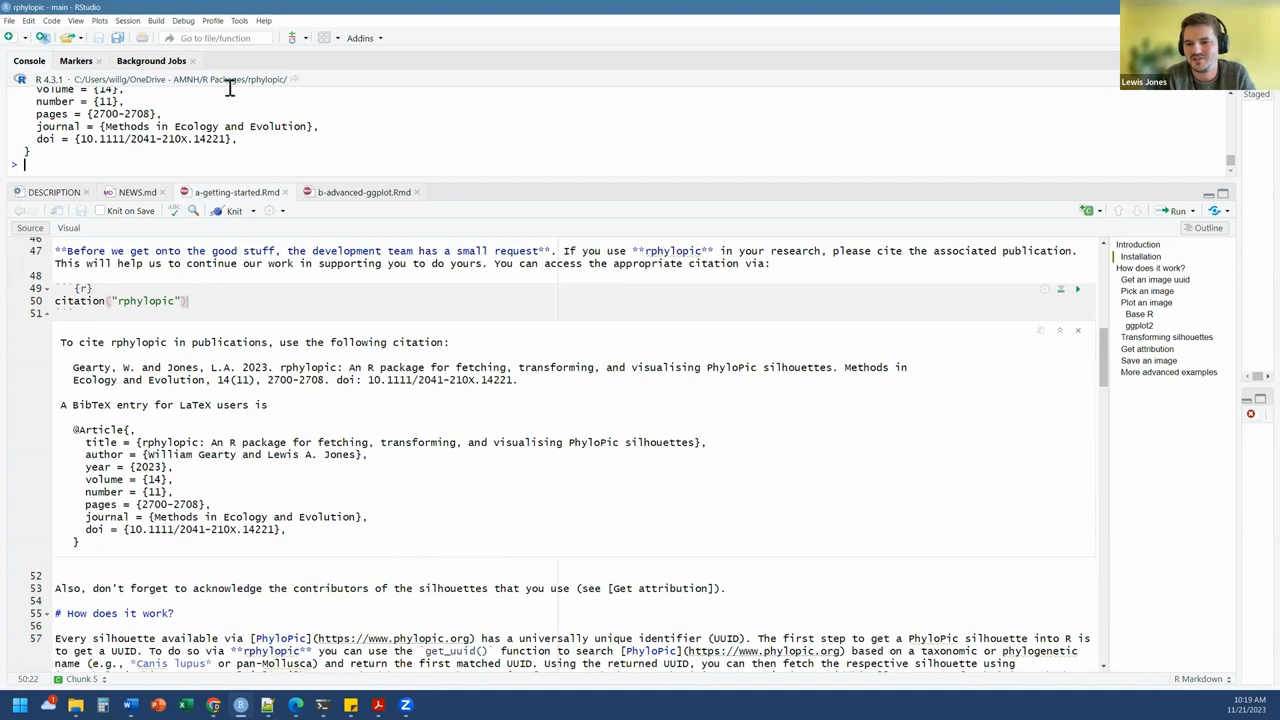 rphylopic - main - RStudio
File Edit Code View Plots Session Build Debug Profile Tools Help
Go to file/function Addins
Lewis Jones
Console Markers Background Jobs
R 4.3.1 · C:/Users/willg/OneDrive - AMNH/R Packages/rphylopic/
Staged
volume = {14},
number = {11},
pages = {2700-2708},
journal = {Methods in Ecology and Evolution},
doi = {10.1111/2041-210X.14221},
}
>
DESCRIPTION NEWS.md a-getting-started.Rmd b-advanced-ggplot.Rmd
Knit on Save Knit Run
Source Visual Outline
46
47 **Before we get onto the good stuff, the development team has a small request**. If you use **rphylopic** in your research, please cite the associated publication.
This will help us to continue our work in supporting you to do yours. You can access the appropriate citation via:
48
49 ```{r}
50 citation("rphylopic")
51 ```
To cite rphylopic in publications, use the following citation:
Gearty, W. and Jones, L.A. 2023. rphylopic: An R package for fetching, transforming, and visualising PhyloPic silhouettes. Methods in
Ecology and Evolution, 14(11), 2700-2708. doi: 10.1111/2041-210X.14221.
A BibTeX entry for LaTeX users is
@Article{,
title = {rphylopic: An R package for fetching, transforming, and visualising PhyloPic silhouettes},
author = {William Gearty and Lewis A. Jones},
year = {2023},
volume = {14},
number = {11},
pages = {2700-2708},
journal = {Methods in Ecology and Evolution},
doi = {10.1111/2041-210X.14221},
}
52
53 Also, don't forget to acknowledge the contributors of the silhouettes that you use (see [Get attribution]).
54
55 # How does it work?
56
57 Every silhouette available via [PhyloPic](https://www.phylopic.org) has a universally unique identifier (UUID). The first step to get a PhyloPic silhouette into R is
to get a UUID. To do so via **rphylopic** you can use the `get_uuid()` function to search [PhyloPic](https://www.phylopic.org) based on a taxonomic or phylogenetic
name (e.g., *Canis lupus* or pan-Mollusca) and return the first matched UUID. Using the returned UUID, you can then fetch the respective silhouette using
Introduction
Installation
How does it work?
Get an image uuid
Pick an image
Plot an image
Base R
ggplot2
Transforming silhouettes
Get attribution
Save an image
More advanced examples
50:22 Chunk 5 R Markdown
10:19 AM
11/21/2023